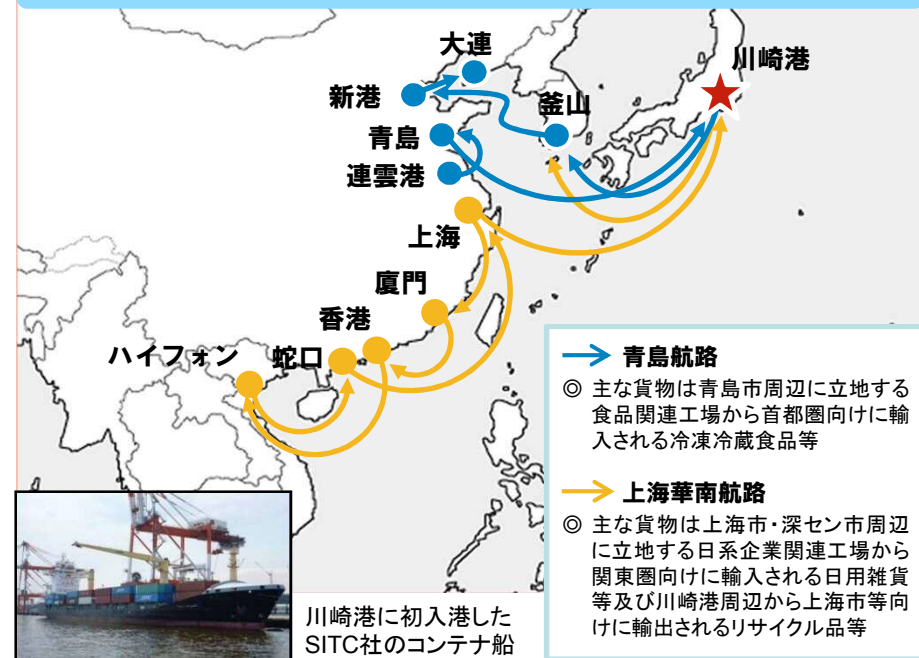 大連
川崎港
新港
釜山
青島
連雲港
上海
廈門
香港
ハイフォン
蛇口
青島航路
◎ 主な貨物は青島市周辺に立地する
食品関連工場から首都圏向けに輸
入される冷凍冷蔵食品等
上海華南航路
◎ 主な貨物は上海市・深セン市周辺
に立地する日系企業関連工場から
関東圏向けに輸入される日用雑貨
等及び川崎港周辺から上海市等向
けに輸出されるリサイクル品等
川崎港に初入港した
SITC社のコンテナ船